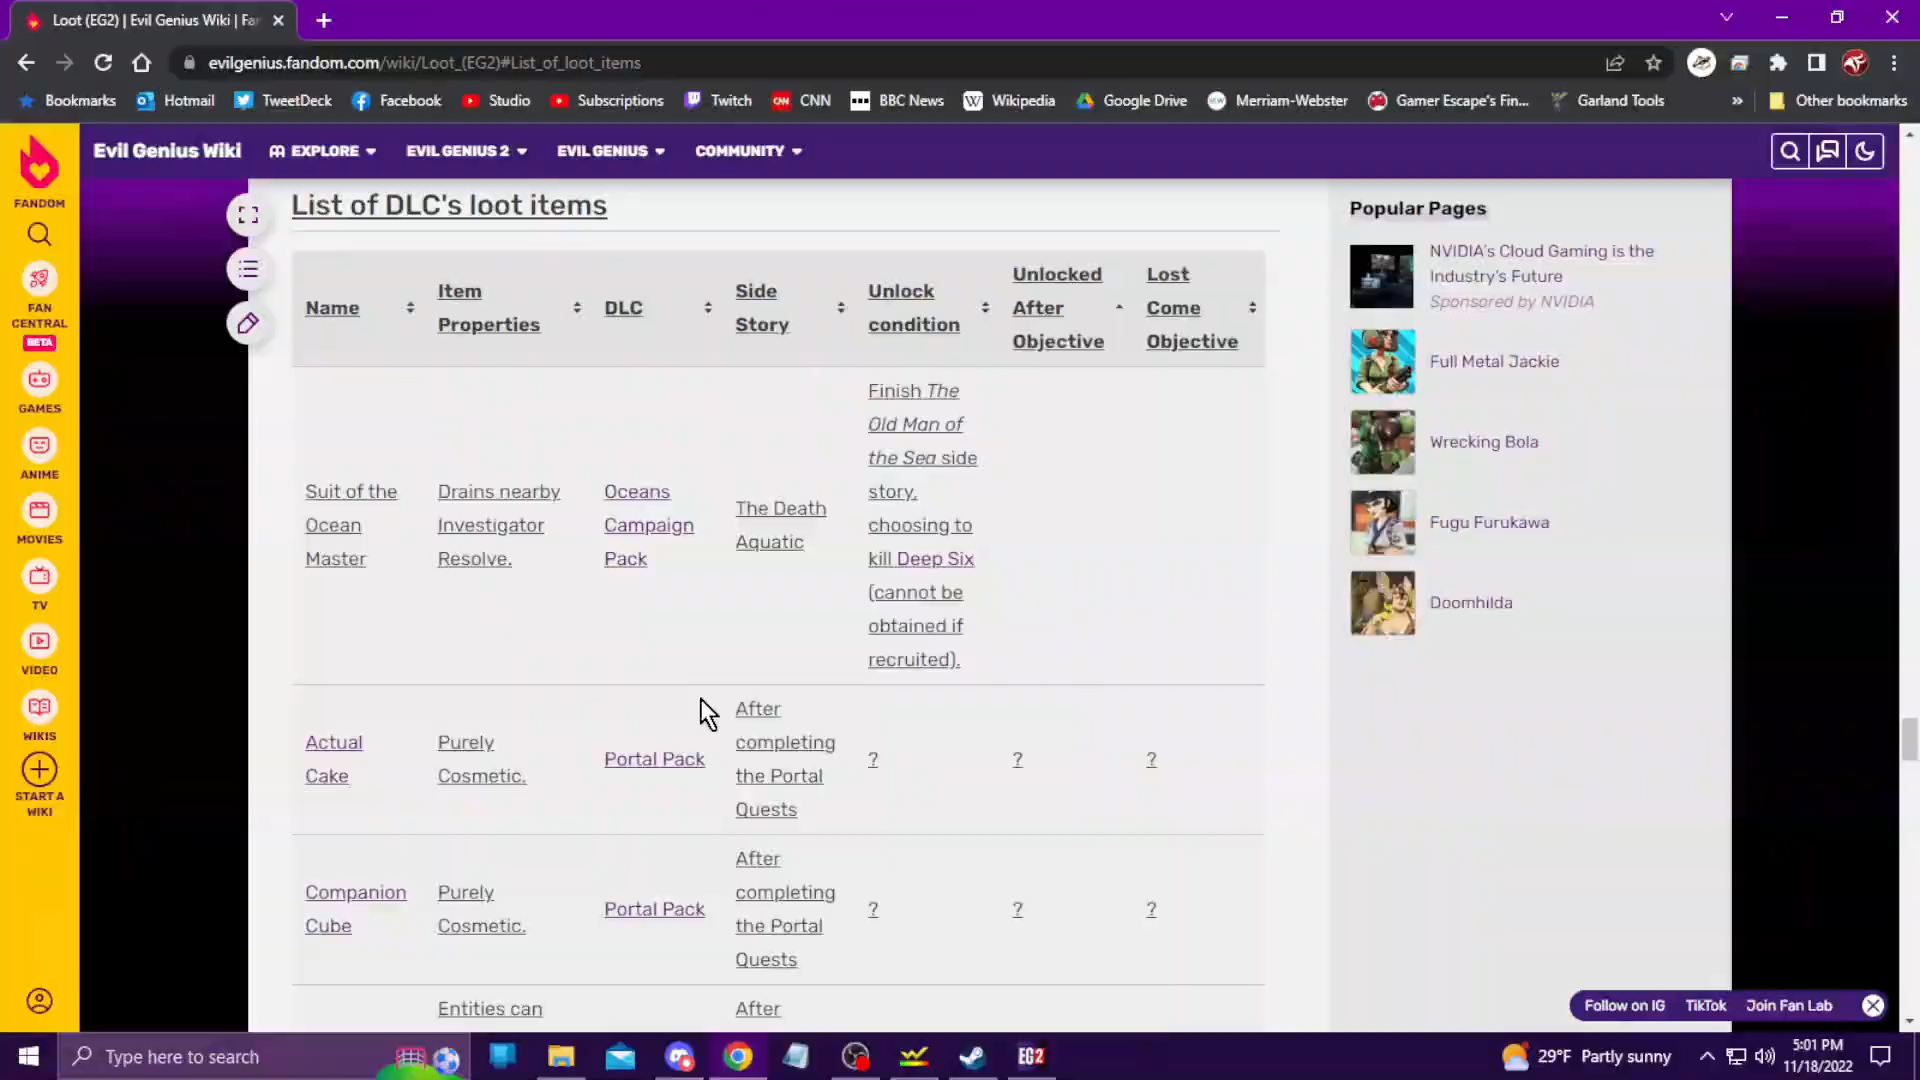 Loot (EG2) | Evil Genius Wiki | Fan
evilgenius.fandom.com/wiki/Loot_(EG2)#List_of_loot_items
Bookmarks Hotmail TweetDeck Facebook Studio Subscriptions Twitch CNN BBC News Wikipedia Google Drive Merriam-Webster Gamer Escape's Fin... Garland Tools » Other bookmarks
Evil Genius Wiki EXPLORE EVIL GENIUS 2 EVIL GENIUS COMMUNITY
FANDOM
FAN
CENTRAL
BETA
GAMES
ANIME
MOVIES
TV
VIDEO
WIKIS
START A
WIKI
List of DLC's loot items
Name
Item
Properties
DLC
Side
Story
Unlock
condition
Unlocked
After
Objective
Lost
Come
Objective
Suit of the
Ocean
Master
Drains nearby
Investigator
Resolve.
Oceans
Campaign
Pack
The Death
Aquatic
Finish The
Old Man of
the Sea side
story,
choosing to
kill Deep Six
(cannot be
obtained if
recruited).
Actual
Cake
Purely
Cosmetic.
Portal Pack
After
completing
the Portal
Quests
?
?
?
Companion
Cube
Purely
Cosmetic.
Portal Pack
After
completing
the Portal
Quests
?
?
?
Entities can
After
Popular Pages
NVIDIA's Cloud Gaming is the
Industry's Future
Sponsored by NVIDIA
Full Metal Jackie
Wrecking Bola
Fugu Furukawa
Doomhilda
Follow on IG TikTok Join Fan Lab
Type here to search
EG2
29°F Partly sunny
5:01 PM
11/18/2022